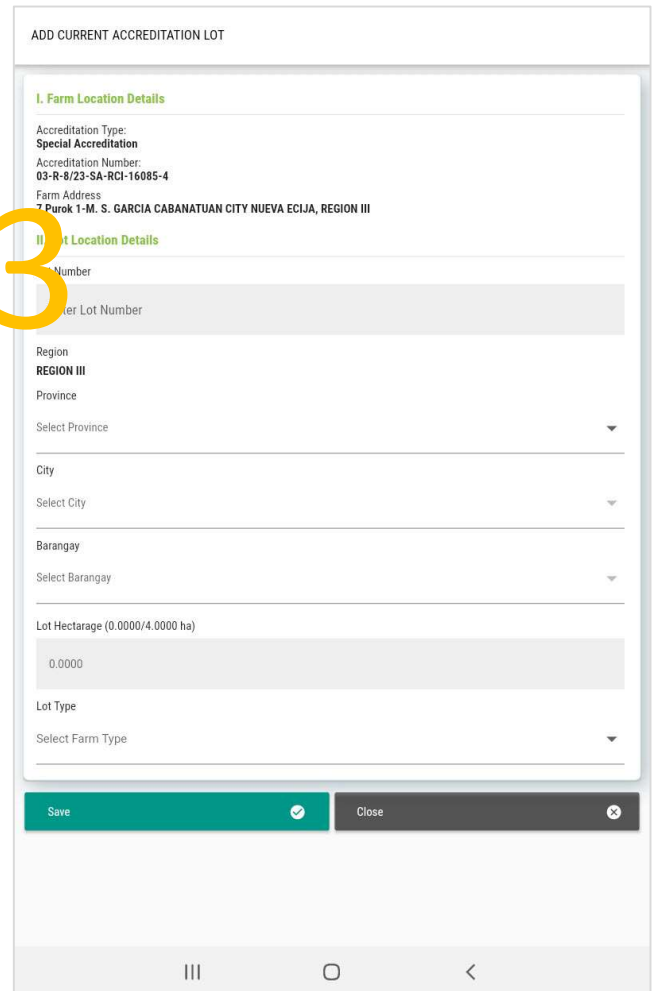 ADD CURRENT ACCREDITATION LOT
I. Farm Location Details
Accreditation Type:
Special Accreditation
Accreditation Number:
03-R-8/23-SA-RCI-16085-4
Farm Address
7 Purok 1-M. S. GARCIA CABANATUAN CITY NUEVA ECIJA, REGION III
Location Details
3
Number
Lot Number
Region
REGION III
Province
Select Province
City
Select City
Barangay
Select Barangay
Lot Hectarage (0.0000/4.0000 ha)
0.0000
Lot Type
Select Farm Type
Save
Close